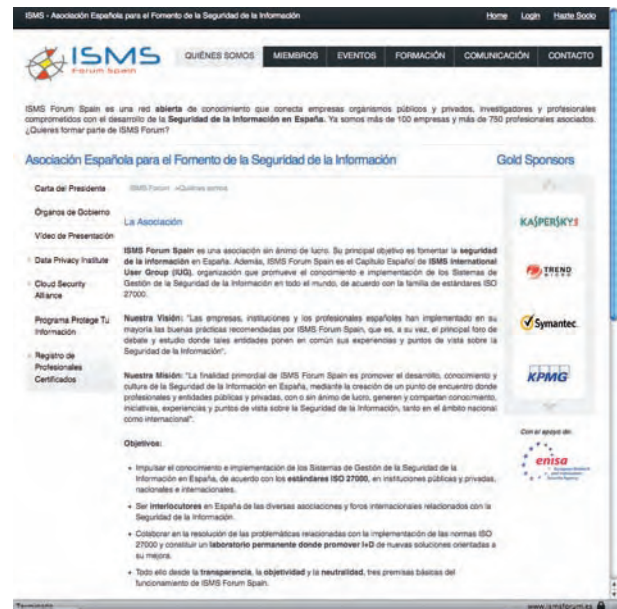 ISMS - Asociación Española para el Fomento de la Seguridad de la Información
Home Login Hazte Socio
ISMS
Forum Spain
QUIÉNES SOMOS MIEMBROS EVENTOS FORMACIÓN COMUNICACIÓN CONTACTO
ISMS Forum Spain es una red abierta de conocimiento que conecta empresas organismos públicos y privados, investigadores y profesionales
comprometidos con el desarrollo de la Seguridad de la Información en España. Ya somos más de 100 empresas y más de 750 profesionales asociados.
¿Quieres formar parte de ISMS Forum?
Asociación Española para el Fomento de la Seguridad de la Información
Carta del Presidente
Órganos de Gobierno
Vídeo de Presentación
Data Privacy Institute
Cloud Security
Alliance
Programa Protege Tu
Información
Registro de
Profesionales
Certificados
ISMS Forum »Quiénes somos
La Asociación
ISMS Forum Spain es una asociación sin ánimo de lucro. Su principal objetivo es fomentar la seguridad
de la información en España. Además, ISMS Forum Spain es el Capítulo Español de ISMS International
User Group (IUG), organización que promueve el conocimiento e implementación de los Sistemas de
Gestión de la Seguridad de la Información en todo el mundo, de acuerdo con la familia de estándares ISO
27000.
Nuestra Visión: "Las empresas, instituciones y los profesionales españoles han implementado en su
mayoría las buenas prácticas recomendadas por ISMS Forum Spain, que es, a su vez, el principal foro de
debate y estudio donde tales entidades ponen en común sus experiencias y puntos de vista sobre la
Seguridad de la Información".
Nuestra Misión: "La finalidad primordial de ISMS Forum Spain es promover el desarrollo, conocimiento y
cultura de la Seguridad de la Información en España, mediante la creación de un punto de encuentro donde
profesionales y entidades públicas y privadas, con o sin ánimo de lucro, generen y compartan conocimiento,
iniciativas, experiencias y puntos de vista sobre la Seguridad de la Información, tanto en el ámbito nacional
como internacional".
Objetivos:
Impulsar el conocimiento e implementación de los Sistemas de Gestión de la Seguridad de la
Información en España, de acuerdo con los estándares ISO 27000, en instituciones públicas y privadas,
nacionales e internacionales.
Ser interlocutores en España de las diversas asociaciones y foros internacionales relacionados con la
Seguridad de la Información.
Colaborar en la resolución de las problemáticas relacionadas con la implementación de las normas ISO
27000 y constituir un laboratorio permanente donde promover I+D de nuevas soluciones orientadas a
su mejora.
Todo ello desde la transparencia, la objetividad y la neutralidad, tres premisas básicas del
funcionamiento de ISMS Forum Spain.
Gold Sponsors
KASPERSKY
TREND
MICRO
Symantec
KPMG
Con el apoyo de:
enisa
Terminado
www.ismsforum.es